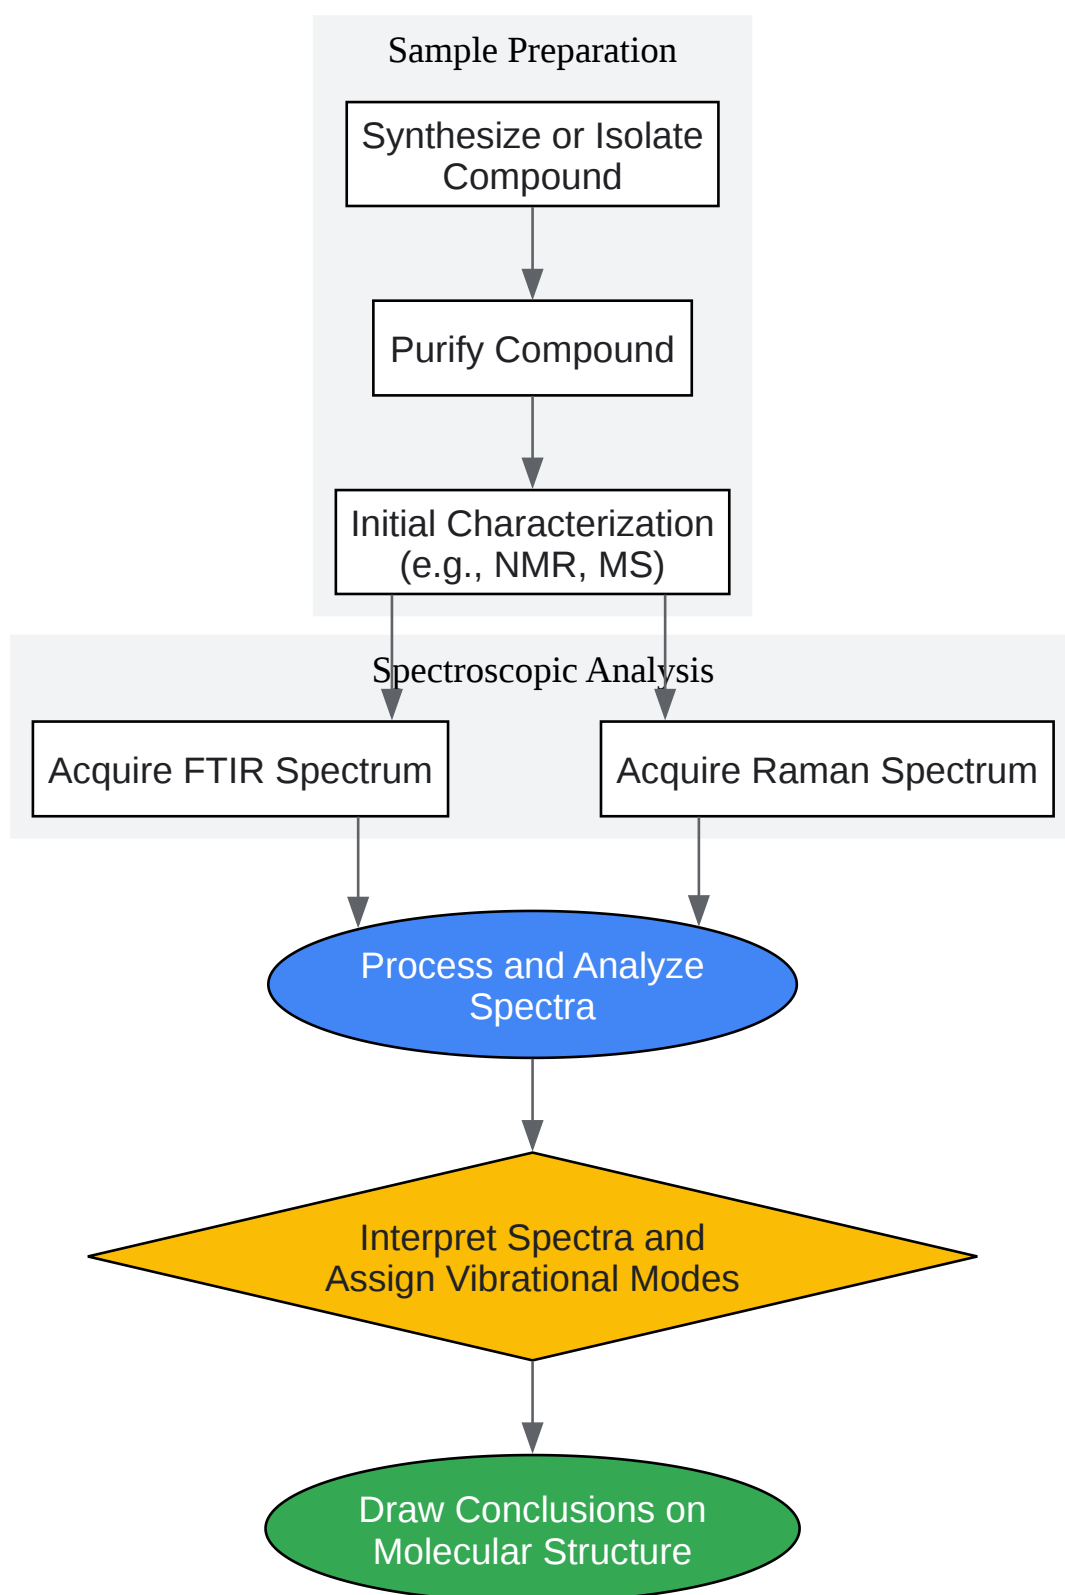 Sample Preparation
Synthesize or Isolate
Compound
Purify Compound
Initial Characterization
(e.g., NMR, MS)
Spectroscopic Analysis
Acquire FTIR Spectrum
Acquire Raman Spectrum
Process and Analyze
Spectra
Interpret Spectra and
Assign Vibrational Modes
Draw Conclusions on
Molecular Structure